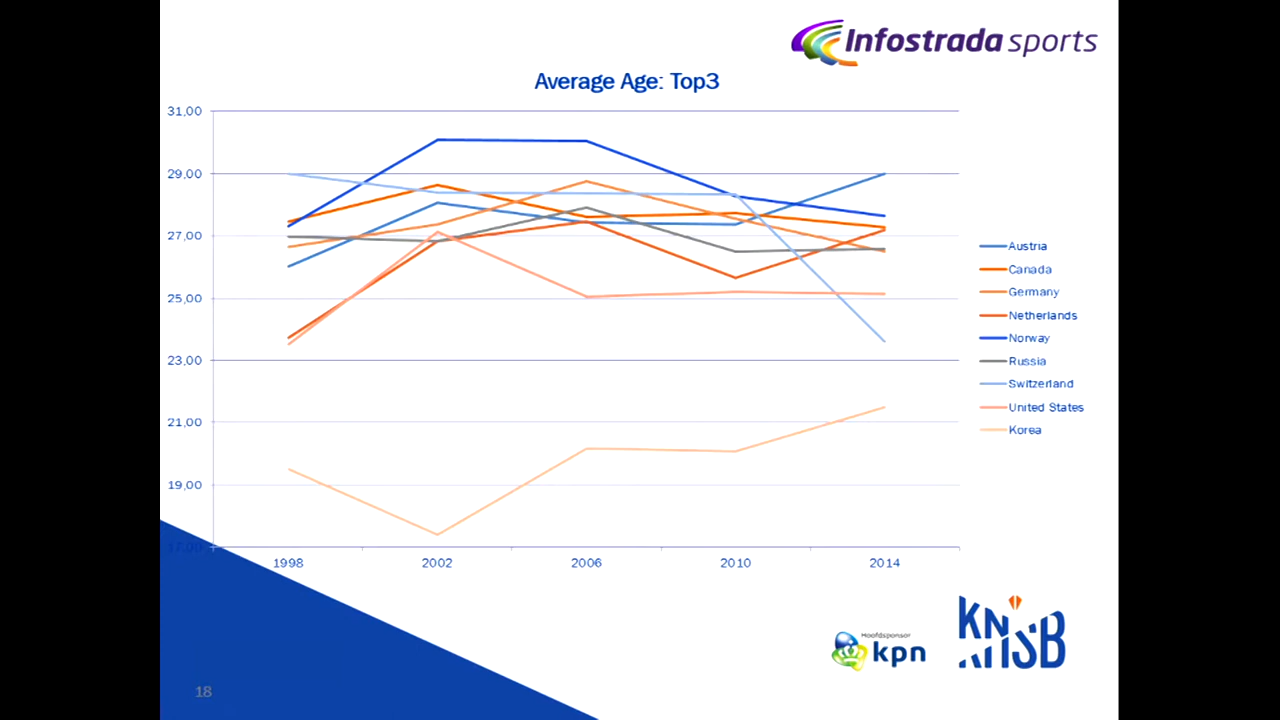 Infostrada sports
Average Age: Top3
31,00
29,00
27,00
25,00
23,00
21,00
19,00
17,00
1998 2002 2006 2010 2014
Austria
Canada
Germany
Netherlands
Norway
Russia
Switzerland
United States
Korea
Hoofdsponsor
kpn
KNSB
18